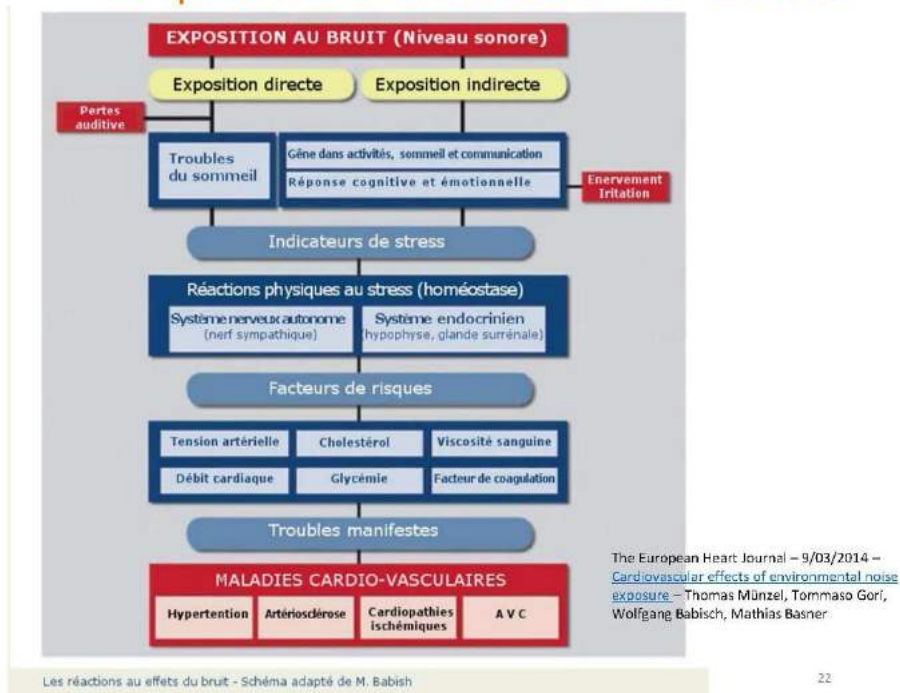 EXPOSITION AU BRUIT (Niveau sonore)
Exposition directe
Exposition indirecte
Pertes
auditive
Troubles
du sommeil
Gêne dans activités, sommeil et communication
Réponse cognitive et émotionnelle
Enervement
Iritation
Indicateurs de stress
Réactions physiques au stress (homéostase)
Système nerveux autonome
(nerf sympathique)
Système endocrinien
(hypophyse, glande surrénale)
Facteurs de risques
Tension artérielle
Cholestérol
Viscosité sanguine
Débit cardiaque
Glycémie
Facteur de coagulation
Troubles manifestes
MALADIES CARDIO-VASCULAIRES
Hypertention
Artériosclérose
Cardiopathies
ischémiques
A V C
The European Heart Journal – 9/03/2014 –
Cardiovascular effects of environmental noise
exposure – Thomas Münzel, Tommaso Gori,
Wolfgang Babisch, Mathias Basner
Les réactions au effets du bruit - Schéma adapté de M. Babish
22